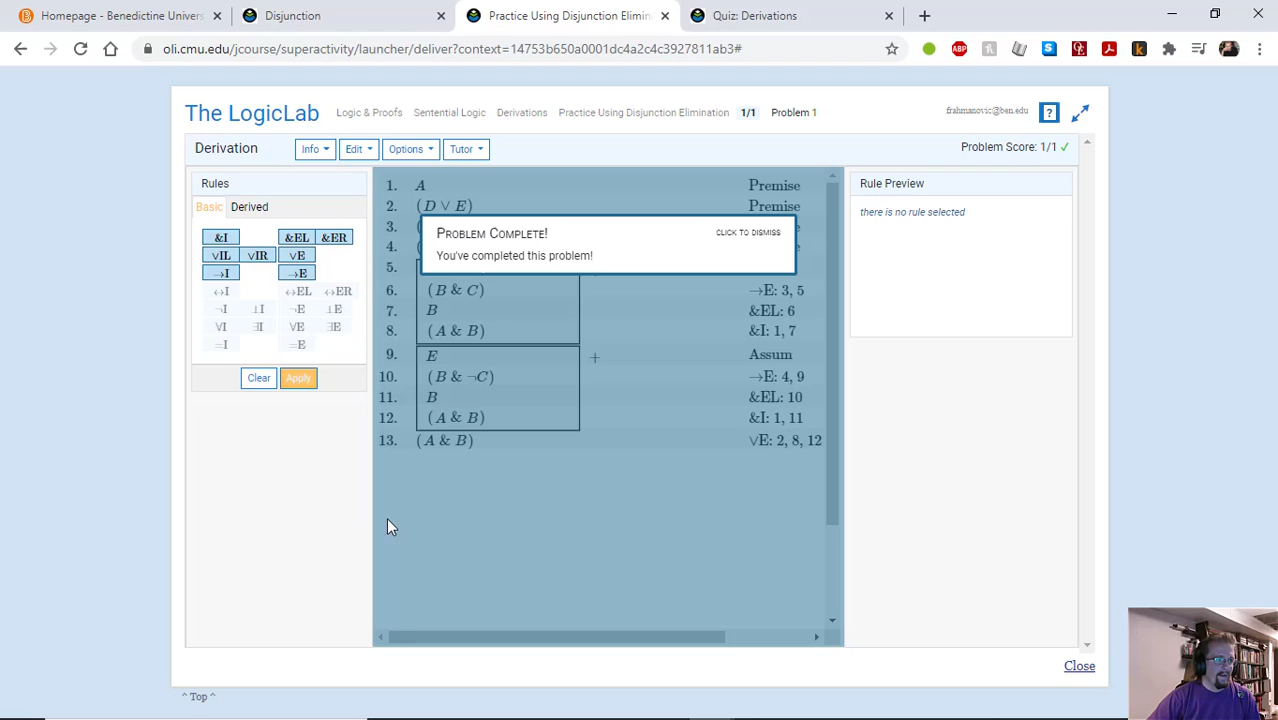 Homepage - Benedictine Univers
Disjunction
Practice Using Disjunction Elimin
Quiz: Derivations
oli.cmu.edu/jcourse/superactivity/launcher/deliver?context=14753b650a0001dc4a2c4c3927811ab3#
The LogicLab
Logic & Proofs
Sentential Logic
Derivations
Practice Using Disjunction Elimination
1/1
Problem 1
frahmanovic@ben.edu
?
Derivation
Info
Edit
Options
Tutor
Problem Score: 1/1 ✓
Rules
Basic
Derived
&I &EL &ER
∨IL ∨IR ∨E
→I →E
↔I ↔EL ↔ER
¬I ⊥I ¬E ⊥E
∀I ∃I ∀E ∃E
=I =E
Clear
Apply
1. A Premise
2. (D ∨ E) Premise
3.
4.
5.
6. (B & C) →E: 3, 5
7. B &EL: 6
8. (A & B) &I: 1, 7
9. E + Assum
10. (B & ¬C) →E: 4, 9
11. B &EL: 10
12. (A & B) &I: 1, 11
13. (A & B) ∨E: 2, 8, 12
PROBLEM COMPLETE!
CLICK TO DISMISS
You've completed this problem!
Rule Preview
there is no rule selected
Close
^ Top ^